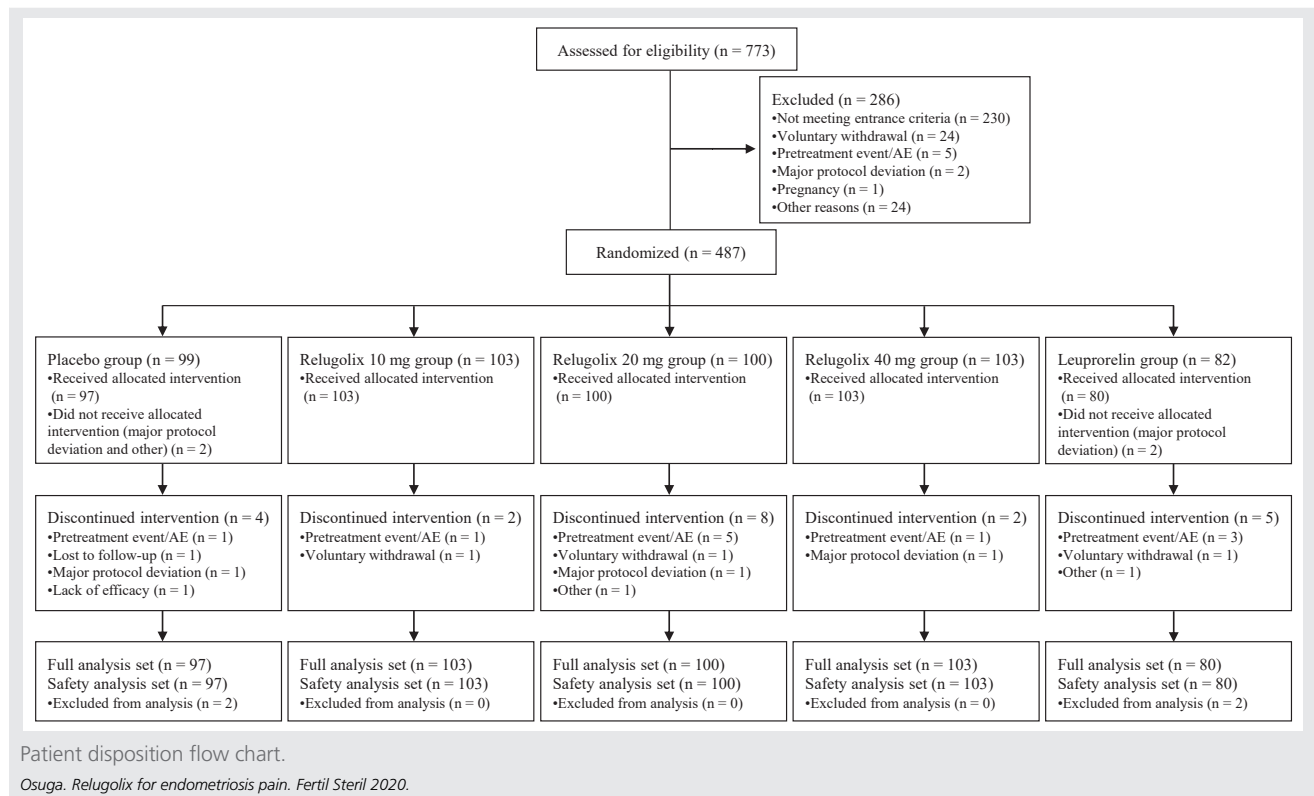 Assessed for eligibility (n = 773)
Excluded (n = 286)
•Not meeting entrance criteria (n = 230)
•Voluntary withdrawal (n = 24)
•Pretreatment event/AE (n = 5)
•Major protocol deviation (n = 2)
•Pregnancy (n = 1)
•Other reasons (n = 24)
Randomized (n = 487)
Placebo group (n = 99)
•Received allocated intervention
(n = 97)
•Did not receive allocated
intervention (major protocol
deviation and other) (n = 2)
Relugolix 10 mg group (n = 103)
•Received allocated intervention
(n = 103)
Relugolix 20 mg group (n = 100)
•Received allocated intervention
(n = 100)
Relugolix 40 mg group (n = 103)
•Received allocated intervention
(n = 103)
Leuprorelin group (n = 82)
•Received allocated intervention
(n = 80)
•Did not receive allocated
intervention (major protocol
deviation) (n = 2)
Discontinued intervention (n = 4)
•Pretreatment event/AE (n = 1)
•Lost to follow-up (n = 1)
•Major protocol deviation (n = 1)
•Lack of efficacy (n = 1)
Discontinued intervention (n = 2)
•Pretreatment event/AE (n = 1)
•Voluntary withdrawal (n = 1)
Discontinued intervention (n = 8)
•Pretreatment event/AE (n = 5)
•Voluntary withdrawal (n = 1)
•Major protocol deviation (n = 1)
•Other (n = 1)
Discontinued intervention (n = 2)
•Pretreatment event/AE (n = 1)
•Major protocol deviation (n = 1)
Discontinued intervention (n = 5)
•Pretreatment event/AE (n = 3)
•Voluntary withdrawal (n = 1)
•Other (n = 1)
Full analysis set (n = 97)
Safety analysis set (n = 97)
•Excluded from analysis (n = 2)
Full analysis set (n = 103)
Safety analysis set (n = 103)
•Excluded from analysis (n = 0)
Full analysis set (n = 100)
Safety analysis set (n = 100)
•Excluded from analysis (n = 0)
Full analysis set (n = 103)
Safety analysis set (n = 103)
•Excluded from analysis (n = 0)
Full analysis set (n = 80)
Safety analysis set (n = 80)
•Excluded from analysis (n = 2)
Patient disposition flow chart.
Osuga. Relugolix for endometriosis pain. Fertil Steril 2020.